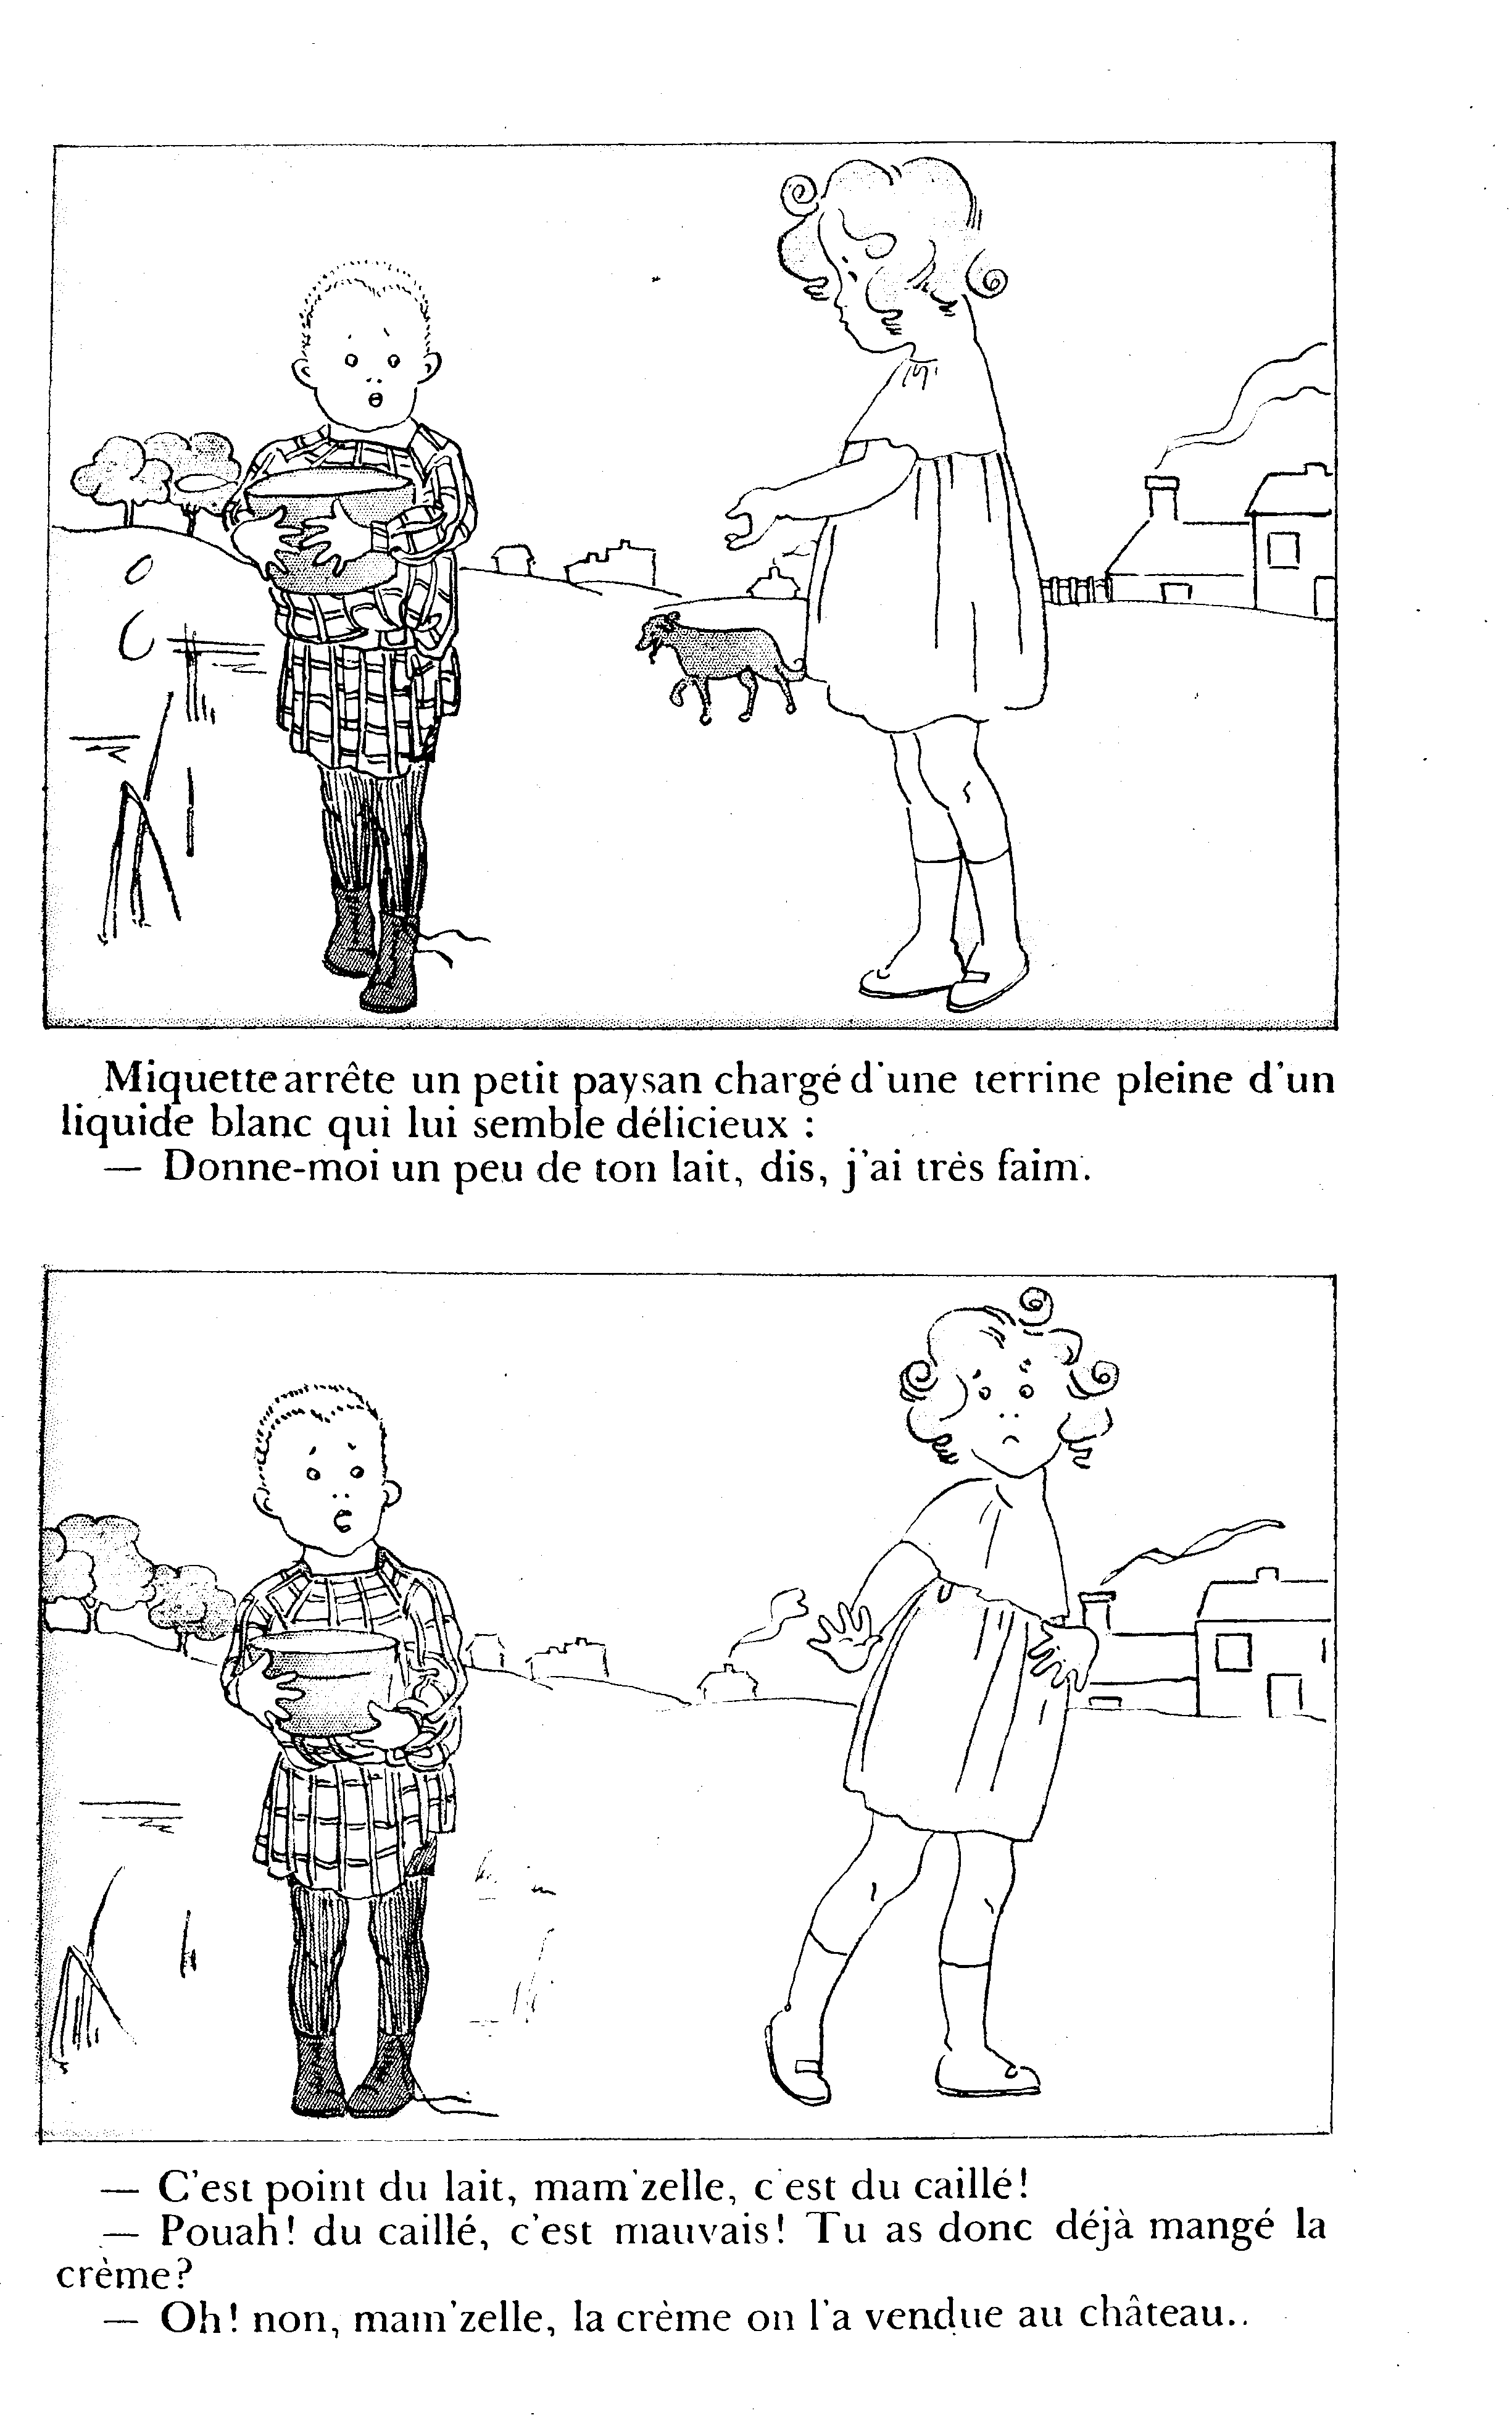 Miquette arrête un petit paysan chargé d'une terrine pleine d'un
liquide blanc qui lui semble délicieux :
— Donne-moi un peu de ton lait, dis, j'ai très faim.
— C'est point du lait, mam'zelle, c'est du caillé!
— Pouah! du caillé, c'est mauvais! Tu as donc déjà mangé la
crème?
— Oh! non, mam'zelle, la crème on l'a vendue au château..